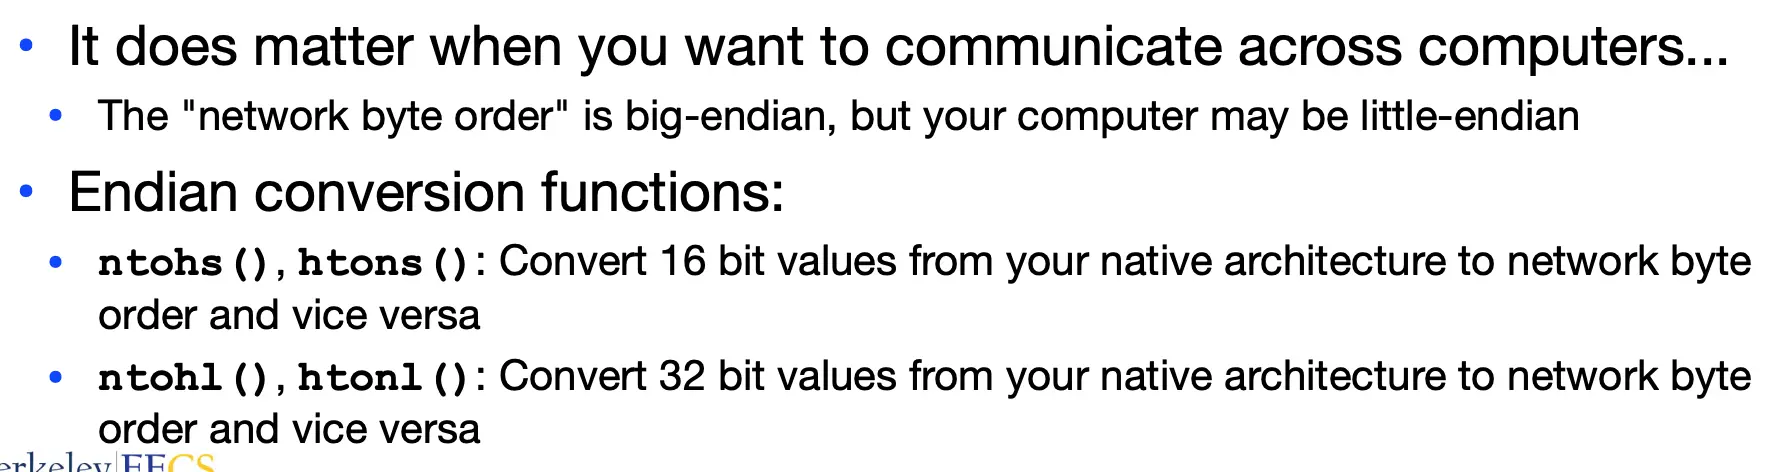 • It does matter when you want to communicate across computers...
• The "network byte order" is big-endian, but your computer may be little-endian
• Endian conversion functions:
• ntohs(), htons(): Convert 16 bit values from your native architecture to network byte
order and vice versa
• ntohl(), htonl(): Convert 32 bit values from your native architecture to network byte
order and vice versa
erkeley|EECS